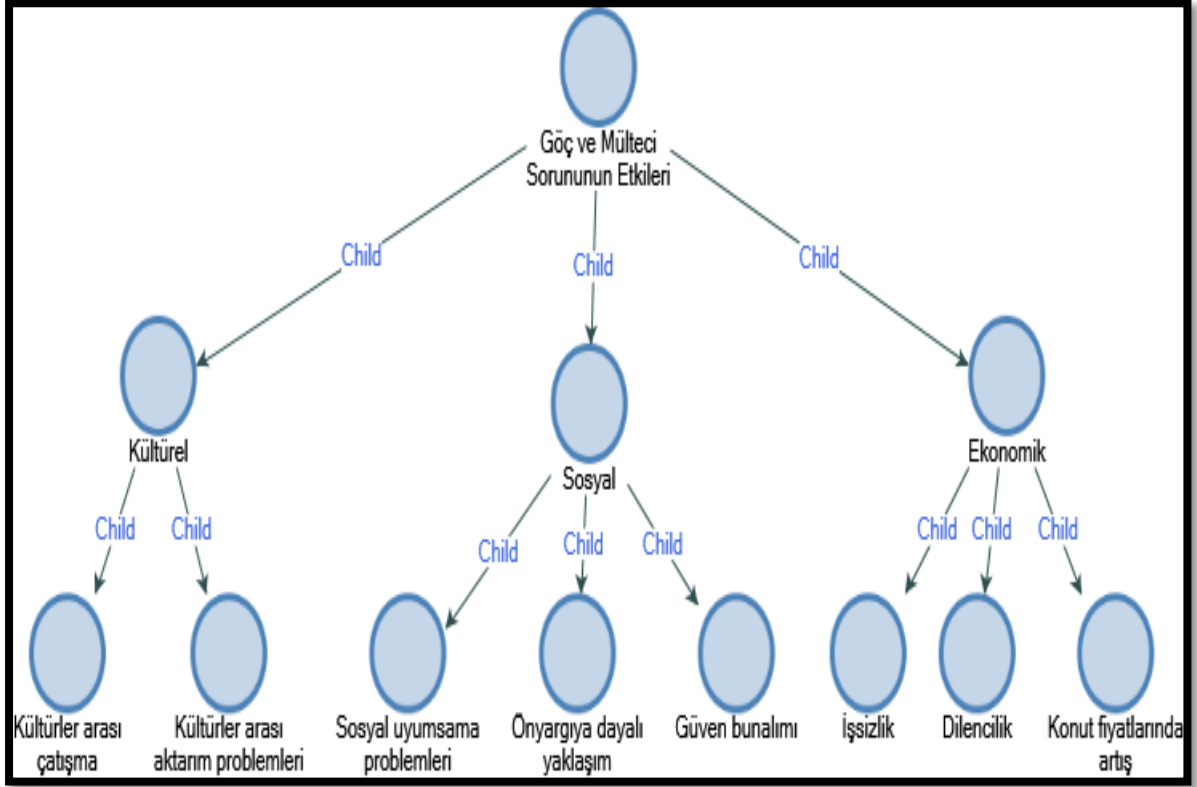 Göç ve Mülteci
Sorununun Etkileri
Child
Child
Child
Kültürel
Sosyal
Ekonomik
Child
Child
Child
Child
Child
Child
Child
Child
Kültürler arası
çatışma
Kültürler arası
aktarım problemleri
Sosyal uyumsama
problemleri
Önyargıya dayalı
yaklaşım
Güven bunalımı
İşsizlik
Dilencilik
Konut fiyatlarında
artış